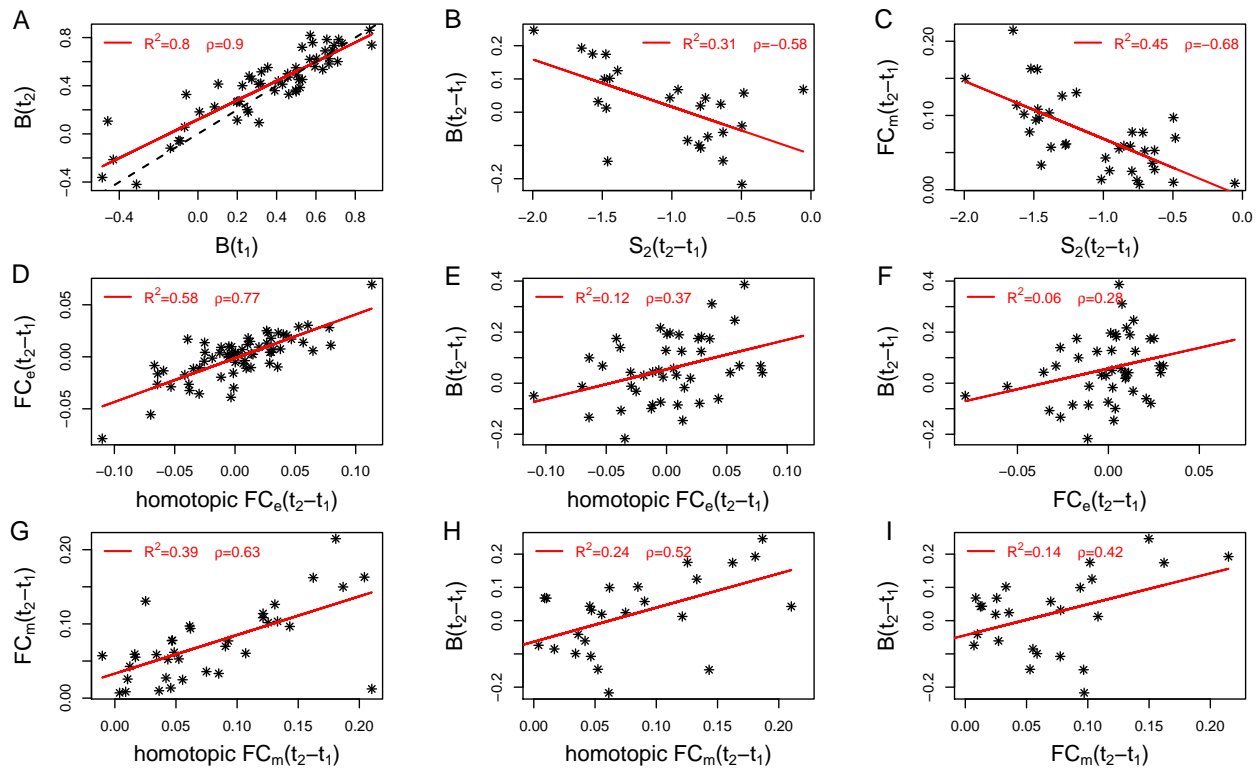 A
R²=0.8 ρ=0.9
B(t₂)
0.8
0.4
0.0
−0.4
−0.4 0.0 0.2 0.4 0.6 0.8
B(t₁)
B
R²=0.31 ρ=−0.58
B(t₂−t₁)
0.2
0.1
0.0
−0.2
−2.0 −1.5 −1.0 −0.5 0.0
S₂(t₂−t₁)
C
R²=0.45 ρ=−0.68
FCₘ(t₂−t₁)
0.20
0.10
0.00
−2.0 −1.5 −1.0 −0.5 0.0
S₂(t₂−t₁)
D
R²=0.58 ρ=0.77
FCₑ(t₂−t₁)
0.05
0.00
−0.05
−0.10 −0.05 0.00 0.05 0.10
homotopic FCₑ(t₂−t₁)
E
R²=0.12 ρ=0.37
B(t₂−t₁)
0.4
0.2
0.0
−0.2
−0.10 −0.05 0.00 0.05 0.10
homotopic FCₑ(t₂−t₁)
F
R²=0.06 ρ=0.28
B(t₂−t₁)
0.4
0.2
0.0
−0.2
−0.05 0.00 0.05
FCₑ(t₂−t₁)
G
R²=0.39 ρ=0.63
FCₘ(t₂−t₁)
0.20
0.10
0.00
0.00 0.05 0.10 0.15 0.20
homotopic FCₘ(t₂−t₁)
H
R²=0.24 ρ=0.52
B(t₂−t₁)
0.2
0.1
0.0
−0.2
0.00 0.05 0.10 0.15 0.20
homotopic FCₘ(t₂−t₁)
I
R²=0.14 ρ=0.42
B(t₂−t₁)
0.2
0.1
0.0
−0.2
0.00 0.05 0.10 0.15 0.20
FCₘ(t₂−t₁)